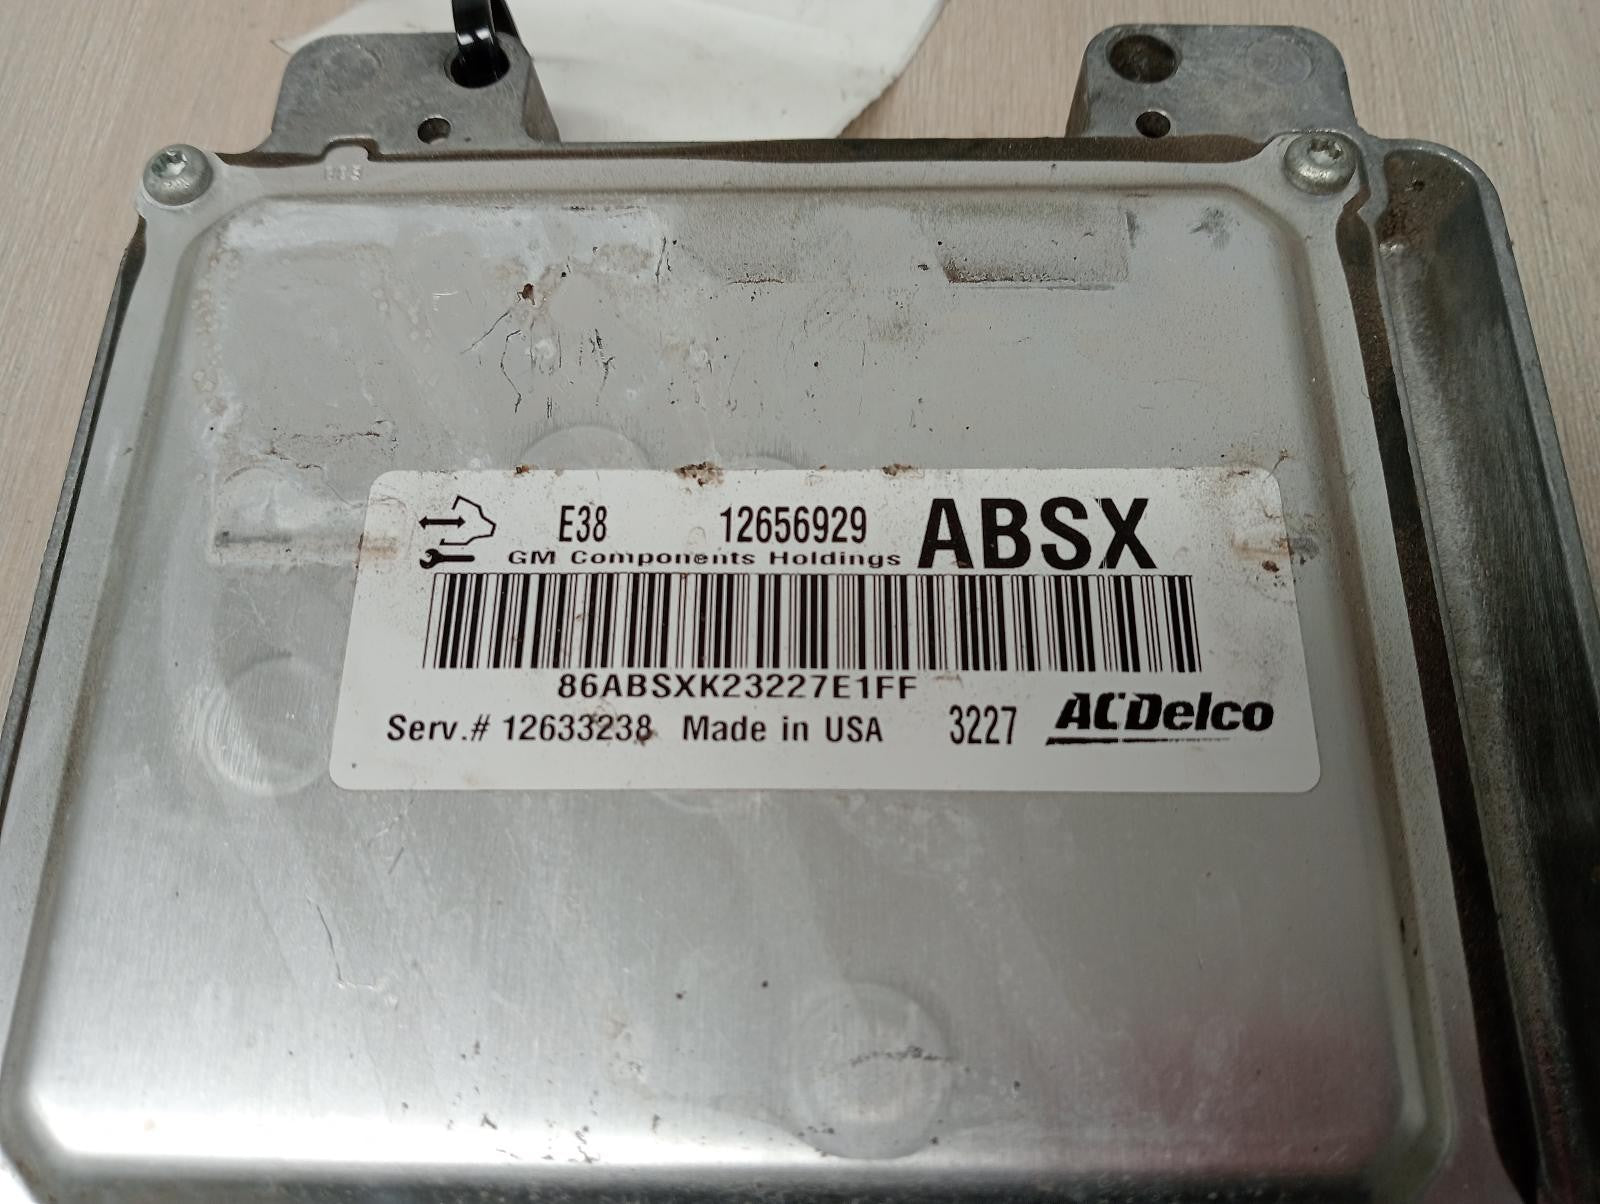 E38 12656929 ABSX
GM Components Holdings
86ABSXK23227E1FF
Serv.# 12633238 Made in USA 3227 ACDelco